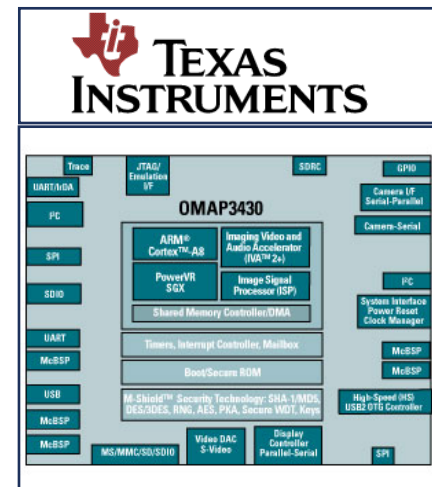 TEXAS
INSTRUMENTS
Trace
JTAG/
Emulation
I/F
SDRC
GPIO
UART/IrDA
Camera I/F
Serial-Parallel
I²C
OMAP3430
Camera-Serial
ARM®
Cortex™-A8
Imaging Video and
Audio Accelerator
(IVA™ 2+)
SPI
PowerVR
SGX
Image Signal
Processor (ISP)
I²C
SDIO
System Interface
Power Reset
Clock Manager
Shared Memory Controller/DMA
UART
Timers, Interrupt Controller, Mailbox
McBSP
McBSP
Boot/Secure ROM
McBSP
USB
M-Shield™ Security Technology: SHA-1/MD5,
DES/3DES, RNG, AES, PKA, Secure WDT, Keys
High-Speed (HS)
USB2 OTG Controller
McBSP
McBSP
MS/MMC/SD/SDIO
Video DAC
S-Video
Display
Controller
Parallel-Serial
SPI